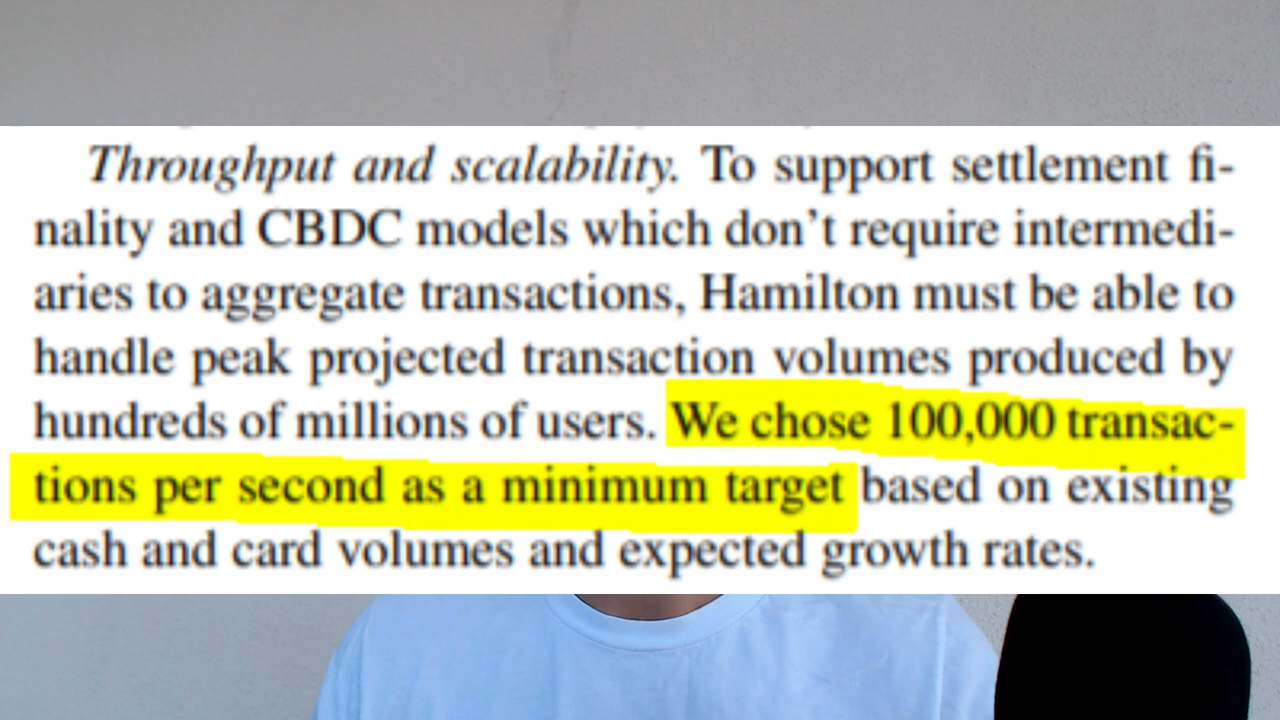 Throughput and scalability. To support settlement fi-
nality and CBDC models which don't require intermedi-
aries to aggregate transactions, Hamilton must be able to
handle peak projected transaction volumes produced by
hundreds of millions of users. We chose 100,000 transac-
tions per second as a minimum target based on existing
cash and card volumes and expected growth rates.